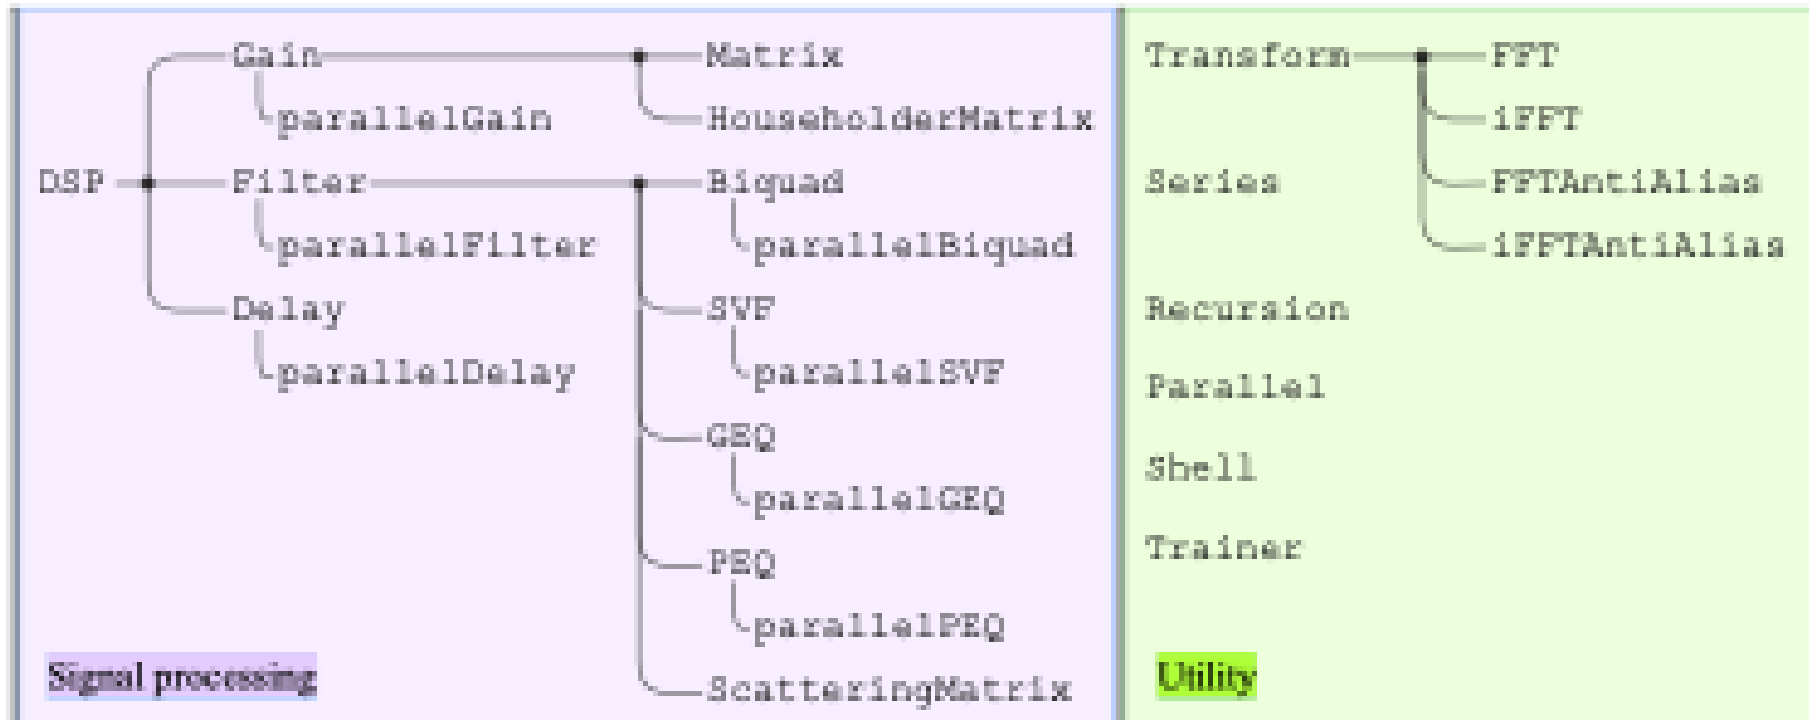 Gain
Matrix
parallelGain
HouseholderMatrix
DSP
Filter
Biquad
parallelFilter
parallelBiquad
Delay
SVF
parallelDelay
parallelSVF
GEQ
parallelGEQ
PEQ
parallelPEQ
ScatteringMatrix
Signal processing
Transform
FFT
iFFT
Series
FFTAntiAlias
iFFTAntiAlias
Recursion
Parallel
Shell
Trainer
Utility